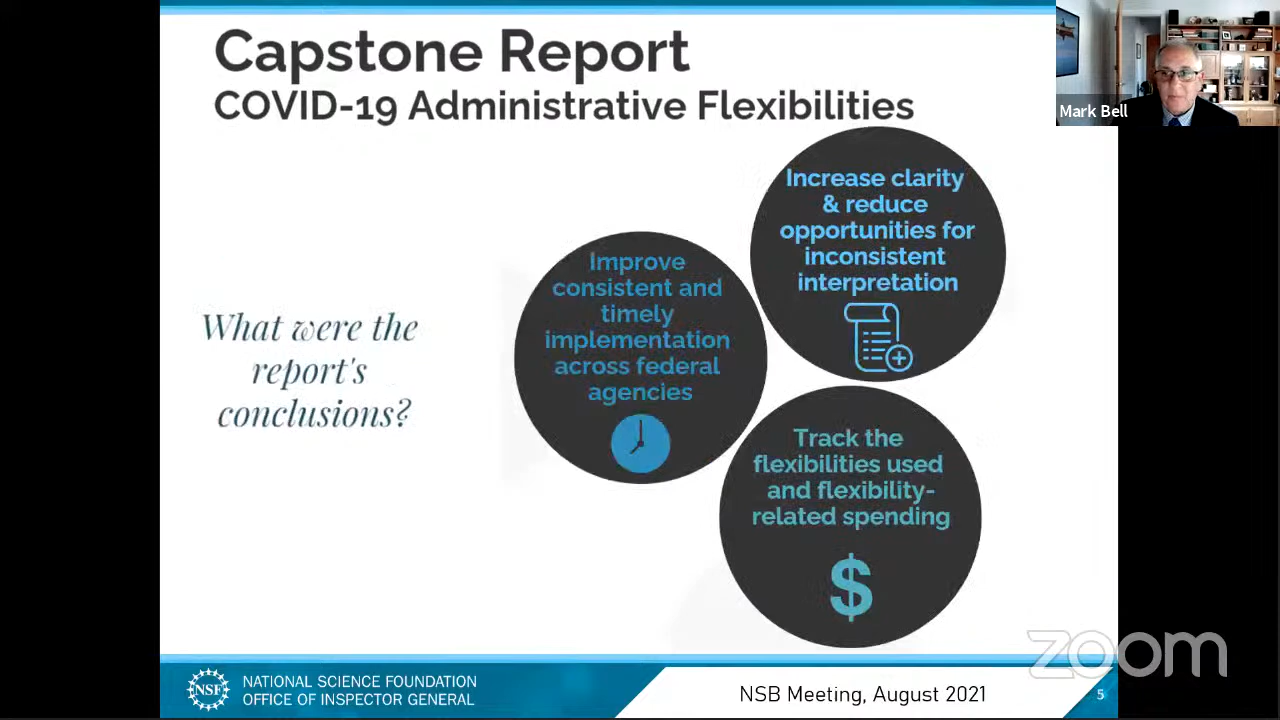 Capstone Report
COVID-19 Administrative Flexibilities
Mark Bell
Increase clarity
& reduce
opportunities for
inconsistent
interpretation
Improve
consistent and
timely
implementation
across federal
agencies
What were the
report's
conclusions?
Track the
flexibilities used
and flexibility-
related spending
$
zoom
NSF
NATIONAL SCIENCE FOUNDATION
OFFICE OF INSPECTOR GENERAL
NSB Meeting, August 2021
5